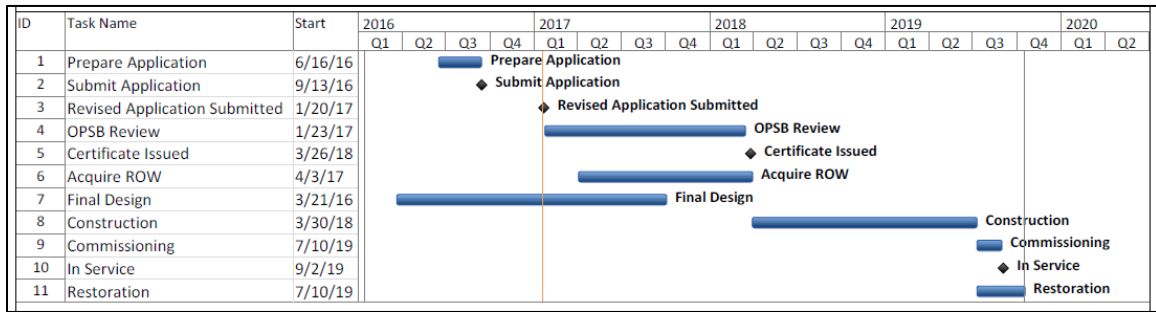 ID Task Name Start 2016 2017 2018 2019 2020
Q1 Q2 Q3 Q4 Q1 Q2 Q3 Q4 Q1 Q2 Q3 Q4 Q1 Q2 Q3 Q4 Q1 Q2
1 Prepare Application 6/16/16 Prepare Application
2 Submit Application 9/13/16 Submit Application
3 Revised Application Submitted 1/20/17 Revised Application Submitted
4 OPSB Review 1/23/17 OPSB Review
5 Certificate Issued 3/26/18 Certificate Issued
6 Acquire ROW 4/3/17 Acquire ROW
7 Final Design 3/21/16 Final Design
8 Construction 3/30/18 Construction
9 Commissioning 7/10/19 Commissioning
10 In Service 9/2/19 In Service
11 Restoration 7/10/19 Restoration